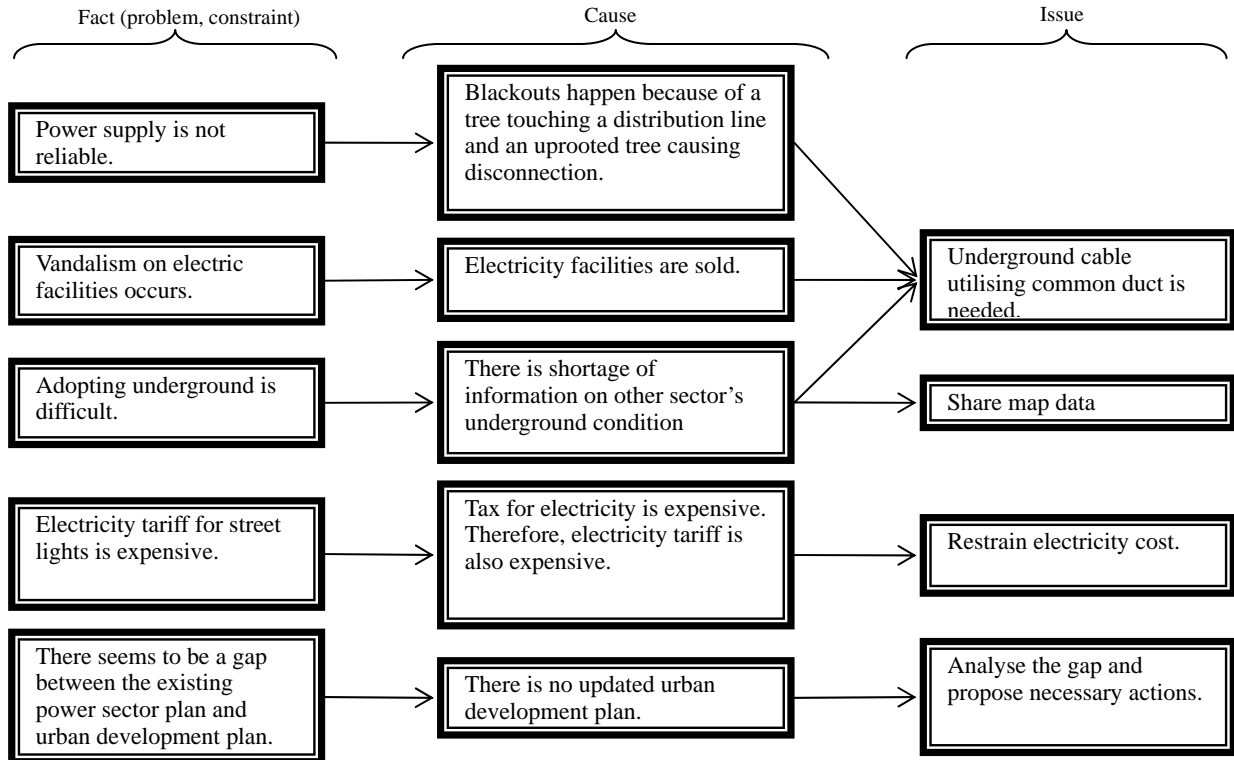 Fact (problem, constraint)
Cause
Issue
Power supply is not
reliable.
Blackouts happen because of a
tree touching a distribution line
and an uprooted tree causing
disconnection.
Vandalism on electric
facilities occurs.
Electricity facilities are sold.
Underground cable
utilising common duct is
needed.
Adopting underground is
difficult.
There is shortage of
information on other sector’s
underground condition
Share map data
Electricity tariff for street
lights is expensive.
Tax for electricity is expensive.
Therefore, electricity tariff is
also expensive.
Restrain electricity cost.
There seems to be a gap
between the existing
power sector plan and
urban development plan.
There is no updated urban
development plan.
Analyse the gap and
propose necessary actions.